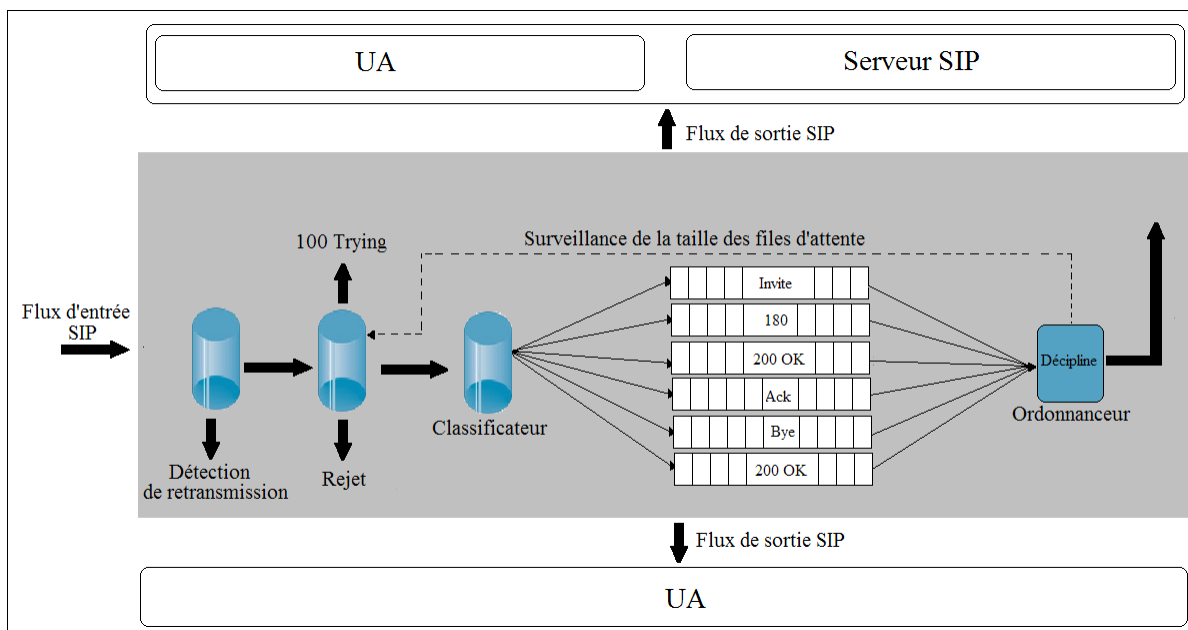 UA
Serveur SIP
Flux de sortie SIP
100 Trying
Surveillance de la taille des files d'attente
Flux d'entrée
SIP
Invite
180
200 OK
Ack
Bye
200 OK
Décipline
Ordonnanceur
Classificateur
Détection
de retransmission
Rejet
Flux de sortie SIP
UA